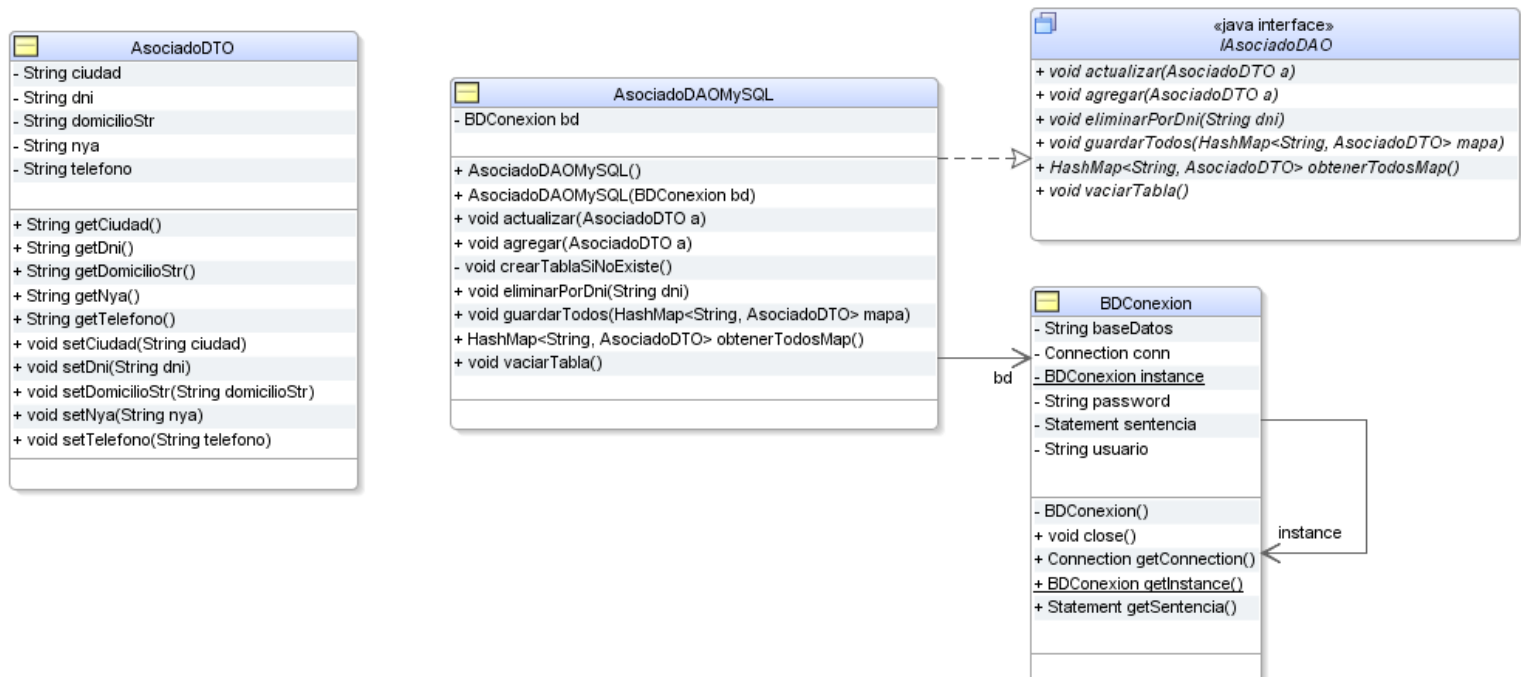 AsociadoDTO
- String ciudad
- String dni
- String domicilioStr
- String nya
- String telefono
+ String getCiudad()
+ String getDni()
+ String getDomicilioStr()
+ String getNya()
+ String getTelefono()
+ void setCiudad(String ciudad)
+ void setDni(String dni)
+ void setDomicilioStr(String domicilioStr)
+ void setNya(String nya)
+ void setTelefono(String telefono)
AsociadoDAOMySQL
- BDConexion bd
+ AsociadoDAOMySQL()
+ AsociadoDAOMySQL(BDConexion bd)
+ void actualizar(AsociadoDTO a)
+ void agregar(AsociadoDTO a)
- void crearTablaSiNoExiste()
+ void eliminarPorDni(String dni)
+ void guardarTodos(HashMap<String, AsociadoDTO> mapa)
+ HashMap<String, AsociadoDTO> obtenerTodosMap()
+ void vaciarTabla()
«java interface»
IAsociadoDAO
+ void actualizar(AsociadoDTO a)
+ void agregar(AsociadoDTO a)
+ void eliminarPorDni(String dni)
+ void guardarTodos(HashMap<String, AsociadoDTO> mapa)
+ HashMap<String, AsociadoDTO> obtenerTodosMap()
+ void vaciarTabla()
bd
BDConexion
- String baseDatos
- Connection conn
- BDConexion instance
- String password
- Statement sentencia
- String usuario
- BDConexion()
+ void close()
+ Connection getConnection()
+ BDConexion getInstance()
+ Statement getSentencia()
instance